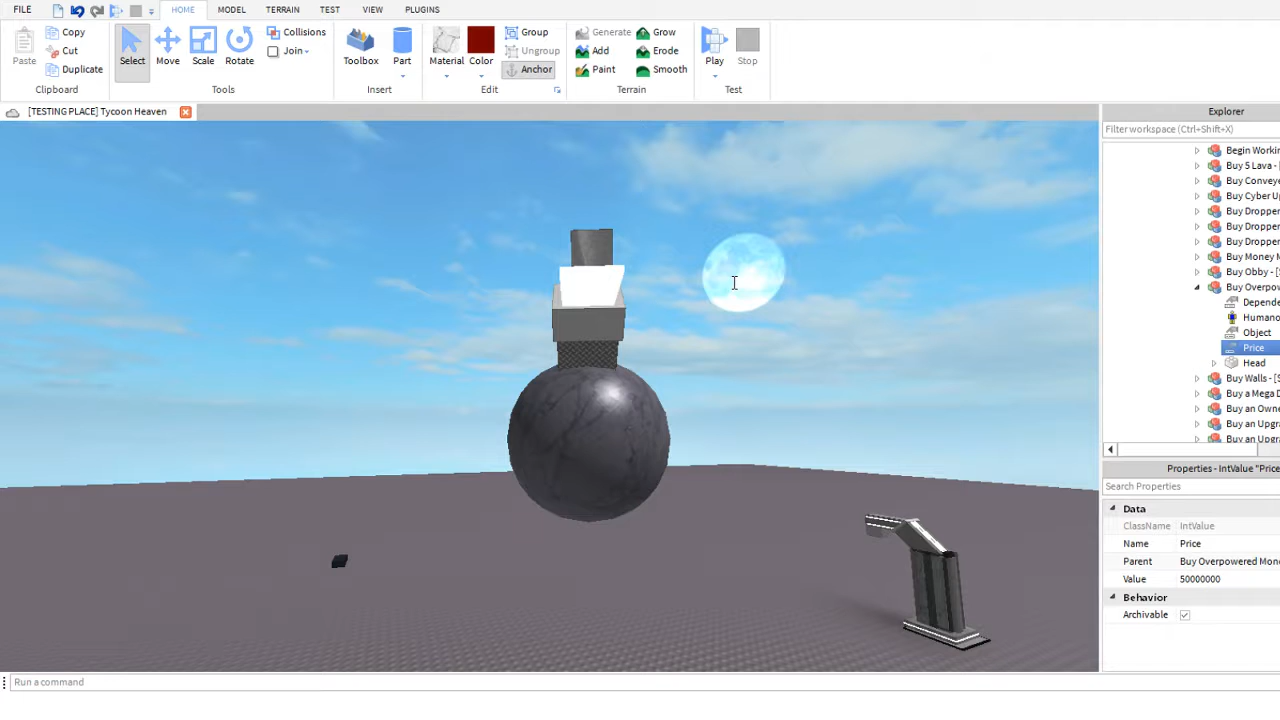 FILE HOME MODEL TERRAIN TEST VIEW PLUGINS
Copy Collisions Group Generate Grow
Cut Join Ungroup Add Erode
Paste Duplicate Select Move Scale Rotate Toolbox Part Material Color Anchor Paint Smooth Play Stop
Clipboard Tools Insert Edit Terrain Test
[TESTING PLACE] Tycoon Heaven
Explorer
Filter workspace (Ctrl+Shift+X)
Begin Workin
Buy 5 Lava - [
Buy Conveye
Buy Cyber Up
Buy Dropper
Buy Dropper
Buy Dropper
Buy Money M
Buy Obby - [S
Buy Overpow
Depende
Humano
Object
Price
Head
Buy Walls - [S
Buy a Mega D
Buy an Owne
Buy an Upgra
Buy an Upgra
Properties - IntValue "Price
Search Properties
Data
ClassName IntValue
Name Price
Parent Buy Overpowered Mone
Value 50000000
Behavior
Archivable
Run a command